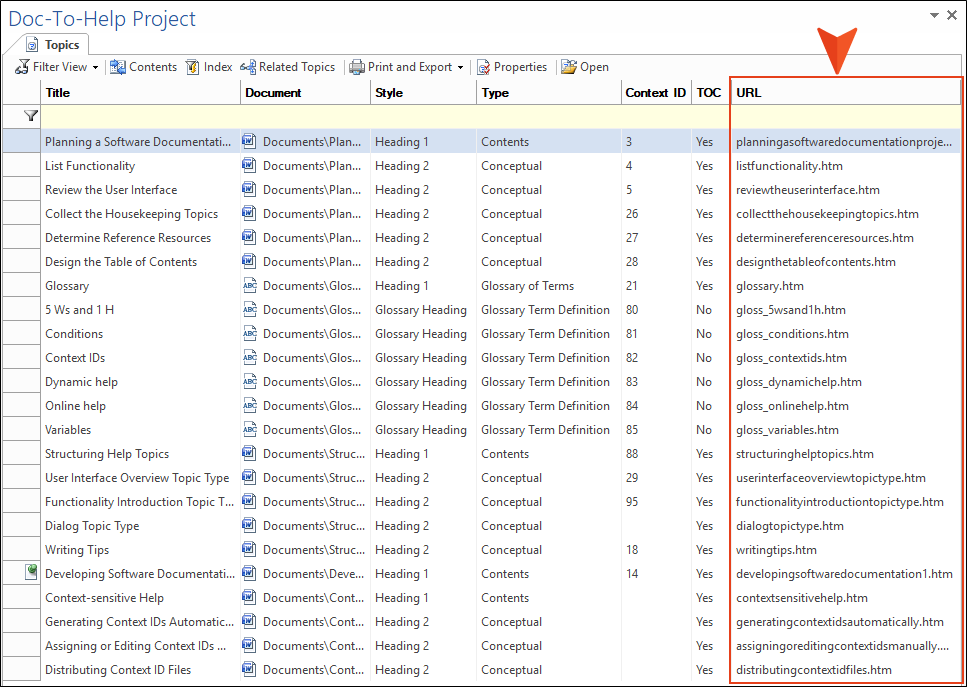 Doc-To-Help Project
Topics
Filter View Contents Index Related Topics Print and Export Properties Open
Title Document Style Type Context ID TOC URL
Planning a Software Documentati... Documents\Plan... Heading 1 Contents 3 Yes planningasoftwaredocumentationproje...
List Functionality Documents\Plan... Heading 2 Conceptual 4 Yes listfunctionality.htm
Review the User Interface Documents\Plan... Heading 2 Conceptual 5 Yes reviewtheuserinterface.htm
Collect the Housekeeping Topics Documents\Plan... Heading 2 Conceptual 26 Yes collectthehousekeepingtopics.htm
Determine Reference Resources Documents\Plan... Heading 2 Conceptual 27 Yes determinereferenceresources.htm
Design the Table of Contents Documents\Plan... Heading 2 Conceptual 28 Yes designthetableofcontents.htm
Glossary Documents\Glos... Heading 1 Glossary of Terms 21 Yes glossary.htm
5 Ws and 1 H Documents\Glos... Glossary Heading Glossary Term Definition 80 No gloss_5wsand1h.htm
Conditions Documents\Glos... Glossary Heading Glossary Term Definition 81 No gloss_conditions.htm
Context IDs Documents\Glos... Glossary Heading Glossary Term Definition 82 No gloss_contextids.htm
Dynamic help Documents\Glos... Glossary Heading Glossary Term Definition 83 No gloss_dynamichelp.htm
Online help Documents\Glos... Glossary Heading Glossary Term Definition 84 No gloss_onlinehelp.htm
Variables Documents\Glos... Glossary Heading Glossary Term Definition 85 No gloss_variables.htm
Structuring Help Topics Documents\Struc... Heading 1 Contents 88 Yes structuringhelptopics.htm
User Interface Overview Topic Type Documents\Struc... Heading 2 Conceptual 29 Yes userinterfaceoverviewtopictype.htm
Functionality Introduction Topic T... Documents\Struc... Heading 2 Conceptual 95 Yes functionalityintroductiontopictype.htm
Dialog Topic Type Documents\Struc... Heading 2 Conceptual Yes dialogtopictype.htm
Writing Tips Documents\Struc... Heading 2 Conceptual 18 Yes writingtips.htm
Developing Software Documentati... Documents\Deve... Heading 1 Contents 14 Yes developingsoftwaredocumentation1.htm
Context-sensitive Help Documents\Cont... Heading 1 Contents Yes contextsensitivehelp.htm
Generating Context IDs Automatic... Documents\Cont... Heading 2 Conceptual Yes generatingcontextidsautomatically.htm
Assigning or Editing Context IDs ... Documents\Cont... Heading 2 Conceptual Yes assigningoreditingcontextidsmanually....
Distributing Context ID Files Documents\Cont... Heading 2 Conceptual Yes distributingcontextidfiles.htm